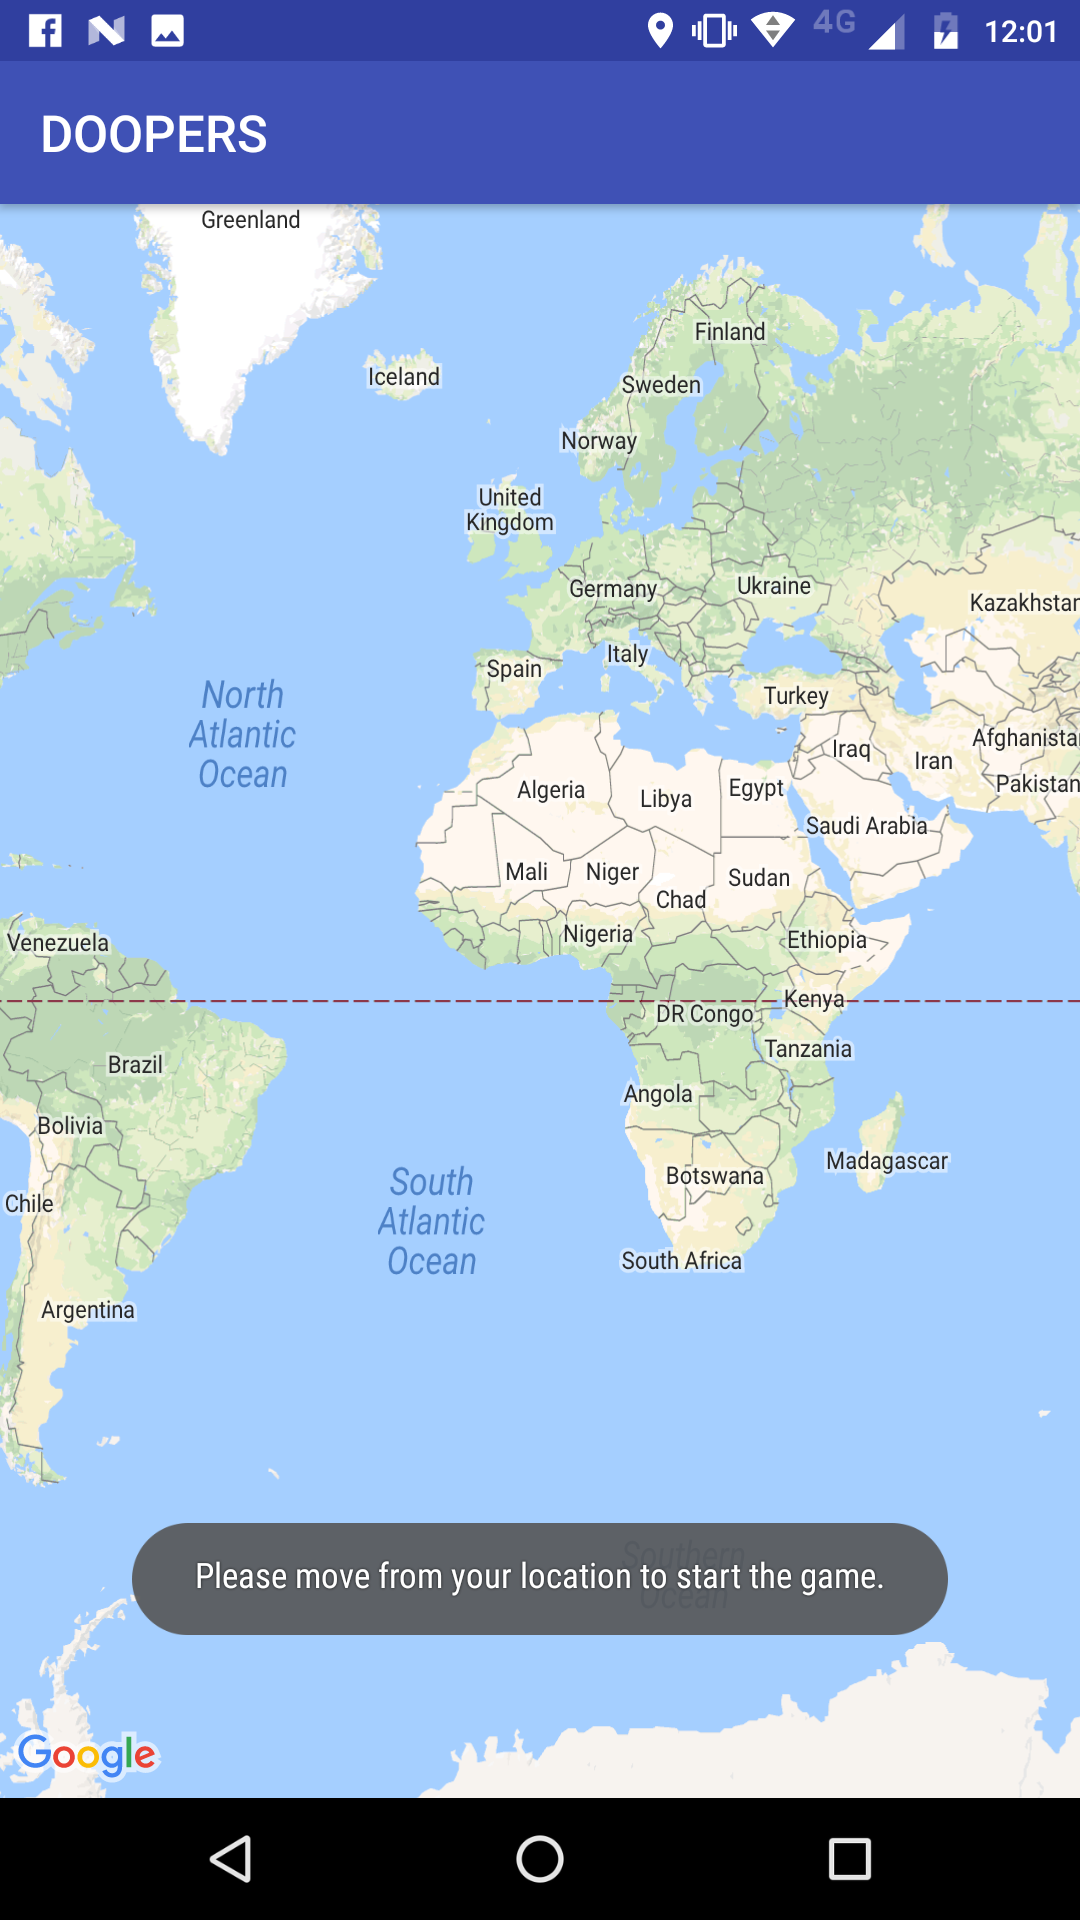 4G 12:01
DOOPERS
Greenland
Finland
Iceland
Sweden
Norway
United
Kingdom
Germany
Ukraine
Kazakhstan
Italy
Spain
Turkey
North
Atlantic
Ocean
Iraq
Iran
Afghanista
Pakistan
Algeria
Libya
Egypt
Saudi Arabia
Mali
Niger
Chad
Sudan
Nigeria
Ethiopia
Venezuela
Kenya
DR Congo
Tanzania
Brazil
Angola
Bolivia
Madagascar
Botswana
Chile
South
Atlantic
Ocean
South Africa
Argentina
Southern
Ocean
Please move from your location to start the game.
Google